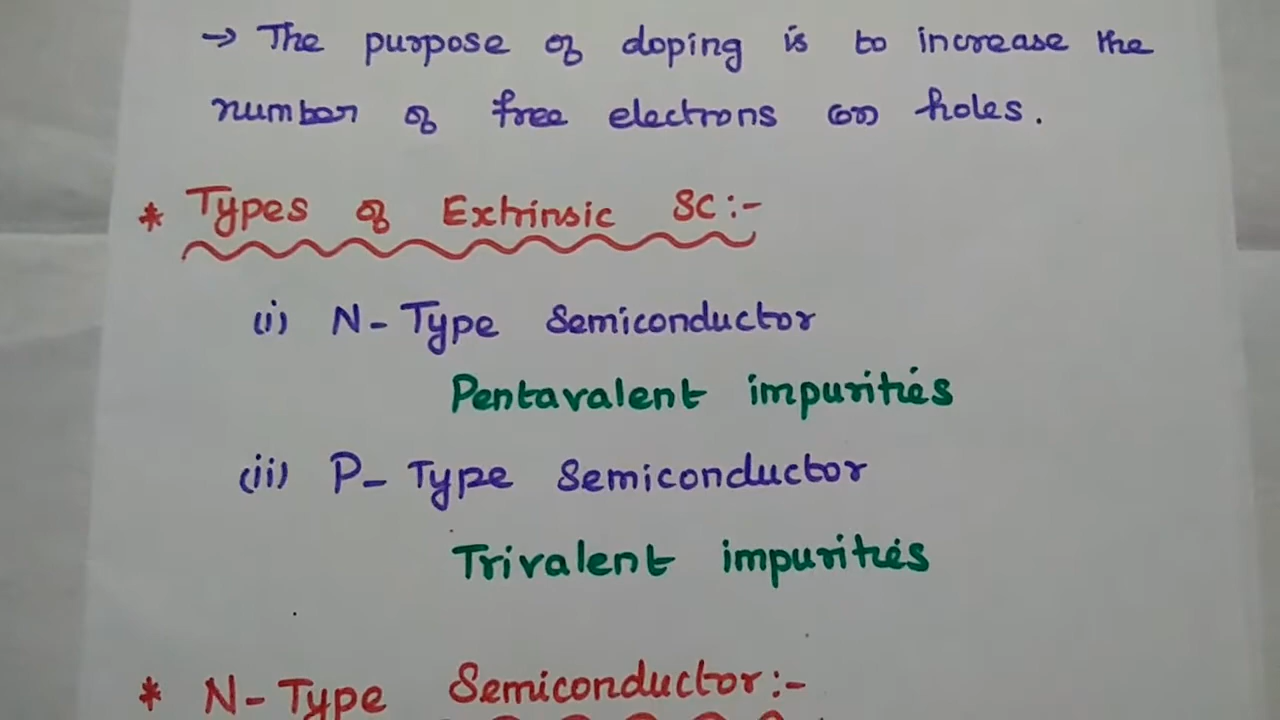 → The purpose of doping is to increase the
number of free electrons (or) holes.
* Types of Extrinsic SC:-
(i) N-Type Semiconductor
Pentavalent impurities
(ii) P-Type Semiconductor
Trivalent impurities
* N-Type Semiconductor:-